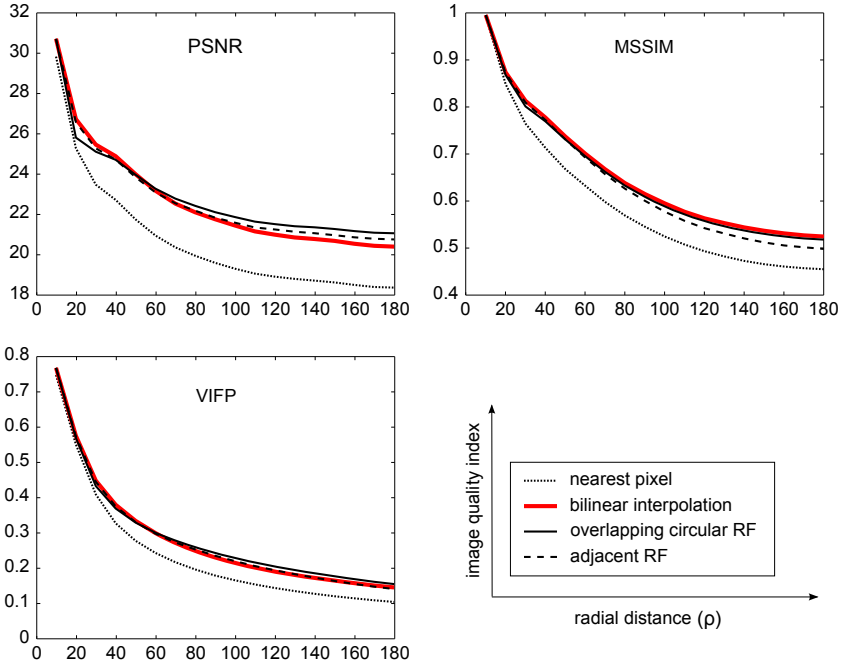 PSNR
32
30
28
26
24
22
20
18
0 20 40 60 80 100 120 140 160 180
MSSIM
1
0.9
0.8
0.7
0.6
0.5
0.4
0 20 40 60 80 100 120 140 160 180
VIFP
0.8
0.7
0.6
0.5
0.4
0.3
0.2
0.1
0
0 20 40 60 80 100 120 140 160 180
image quality index
nearest pixel
bilinear interpolation
overlapping circular RF
adjacent RF
radial distance (ρ)